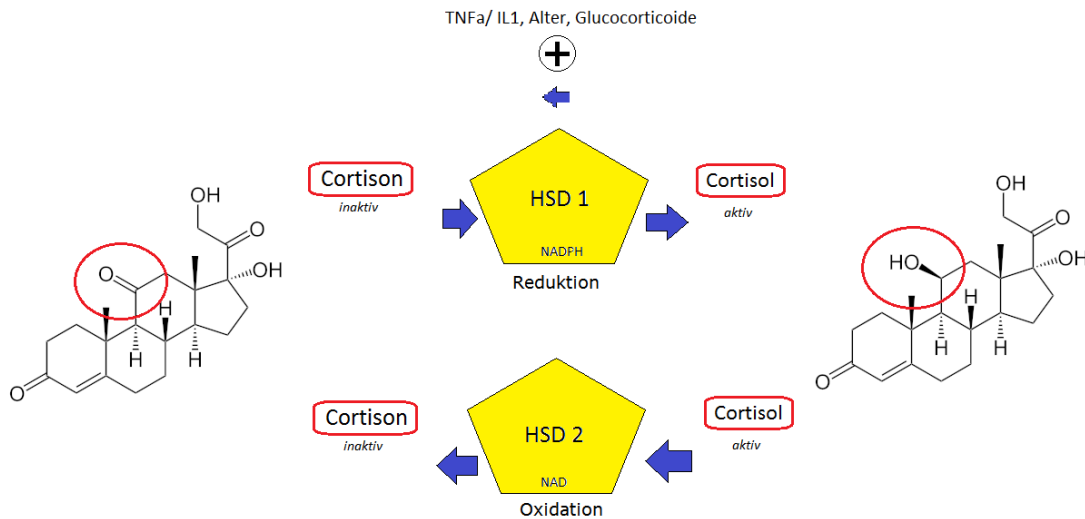 TNFa/ IL1, Alter, Glucocorticoide
Cortison
inaktiv
HSD 1
NADPH
Reduktion
Cortisol
aktiv
OH
O
O
OH
H
H
H
O
OH
O
HO
OH
H
H
H
O
Cortison
inaktiv
HSD 2
NAD
Oxidation
Cortisol
aktiv